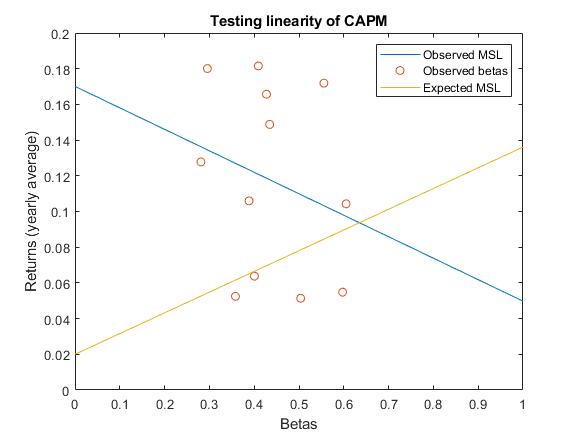 Testing linearity of CAPM
Observed MSL
Observed betas
Expected MSL
Returns (yearly average)
0.2
0.18
0.16
0.14
0.12
0.1
0.08
0.06
0.04
0.02
0
0 0.1 0.2 0.3 0.4 0.5 0.6 0.7 0.8 0.9 1
Betas